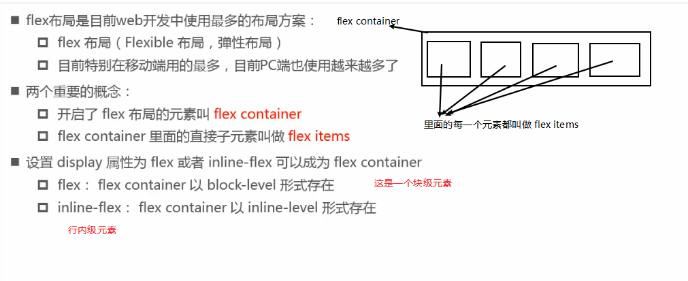 flex布局是目前web开发中使用最多的布局方案：
flex 布局（Flexible 布局，弹性布局）
目前特别在移动端用的最多，目前PC端也使用越来越多了
两个重要的概念：
开启了 flex 布局的元素叫 flex container
flex container 里面的直接子元素叫做 flex items
设置 display 属性为 flex 或者 inline-flex 可以成为 flex container
flex： flex container 以 block-level 形式存在
这是一个块级元素
inline-flex： flex container 以 inline-level 形式存在
行内级元素
flex container
里面的每一个元素都叫做 flex items